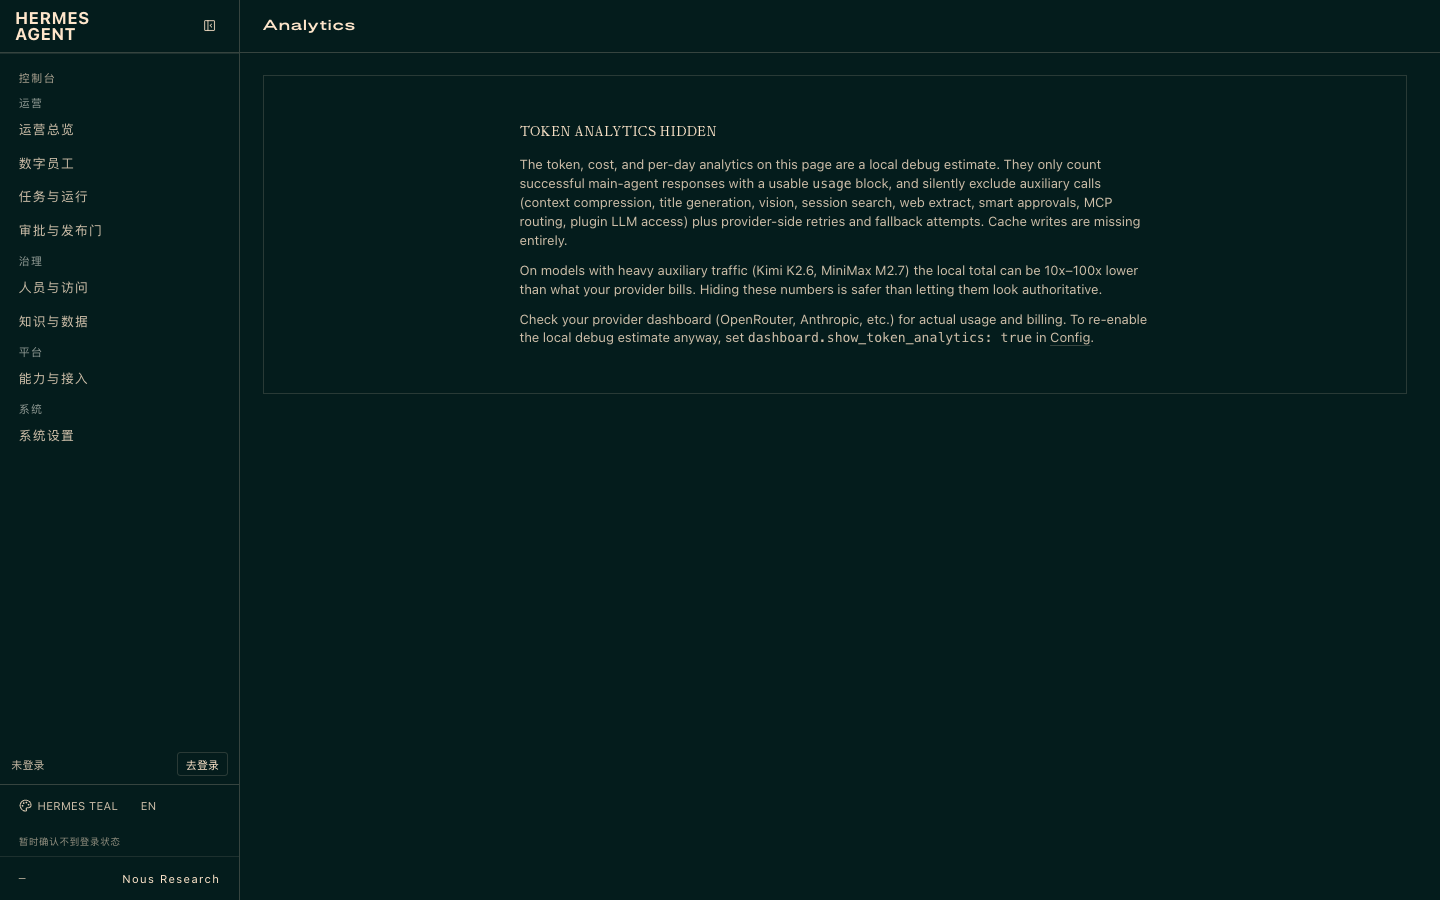 HERMES
AGENT
控制台
运营
运营总览
数字员工
任务与运行
审批与发布门
治理
人员与访问
知识与数据
平台
能力与接入
系统
系统设置
未登录
去登录
HERMES TEAL
EN
暂时确认不到登录状态
—
Nous Research
Analytics
TOKEN ANALYTICS HIDDEN
The token, cost, and per-day analytics on this page are a local debug estimate. They only count
successful main-agent responses with a usable usage block, and silently exclude auxiliary calls
(context compression, title generation, vision, session search, web extract, smart approvals, MCP
routing, plugin LLM access) plus provider-side retries and fallback attempts. Cache writes are missing
entirely.
On models with heavy auxiliary traffic (Kimi K2.6, MiniMax M2.7) the local total can be 10x–100x lower
than what your provider bills. Hiding these numbers is safer than letting them look authoritative.
Check your provider dashboard (OpenRouter, Anthropic, etc.) for actual usage and billing. To re-enable
the local debug estimate anyway, set dashboard.show_token_analytics: true in Config.